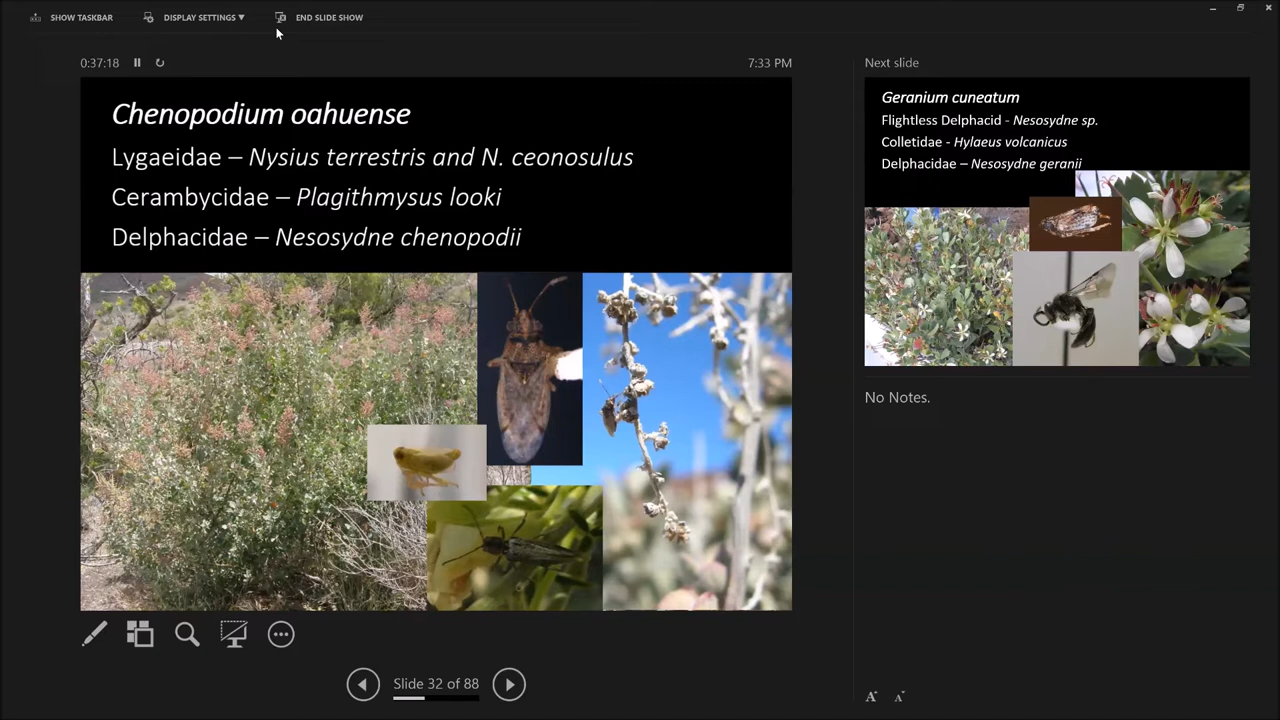 SHOW TASKBAR
DISPLAY SETTINGS ▼
END SLIDE SHOW
0:37:18
7:33 PM
Chenopodium oahuense
Lygaeidae – Nysius terrestris and N. ceonosulus
Cerambycidae – Plagithmysus looki
Delphacidae – Nesosydne chenopodii
Slide 32 of 88
Next slide
Geranium cuneatum
Flightless Delphacid - Nesosydne sp.
Colletidae - Hylaeus volcanicus
Delphacidae – Nesosydne geranii
No Notes.
A A